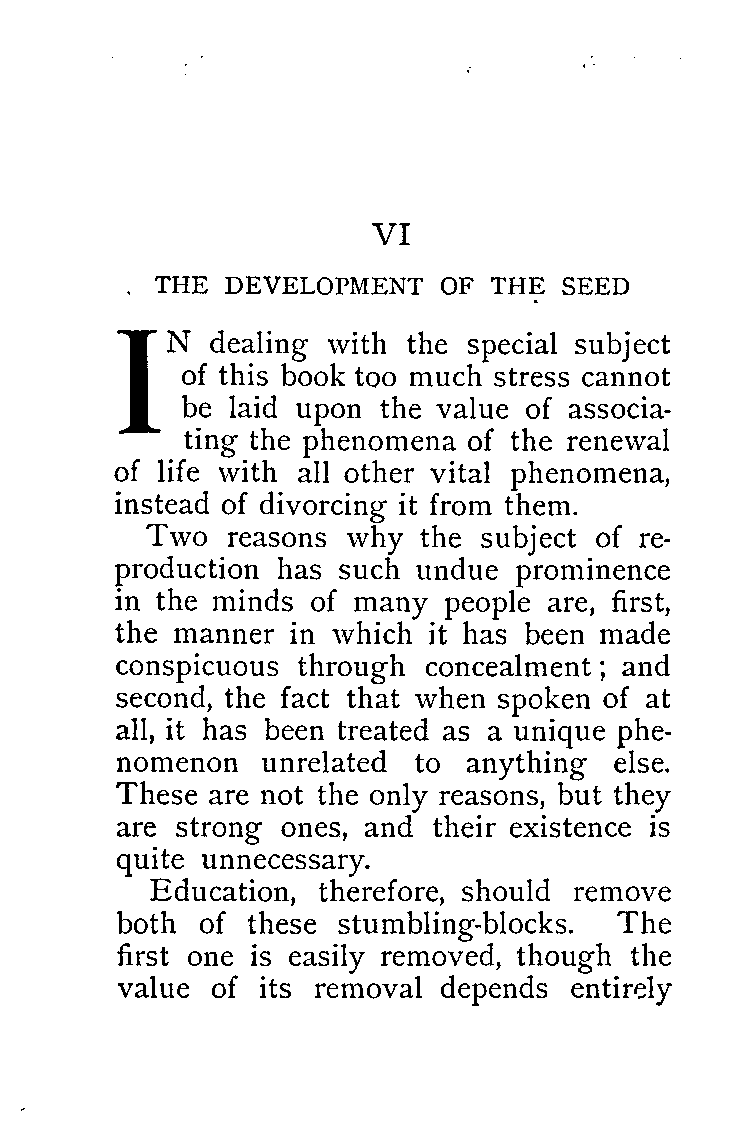 VI
THE DEVELOPMENT OF THE SEED
IN dealing with the special subject
of this book too much stress cannot
be laid upon the value of associa-
ting the phenomena of the renewal
of life with all other vital phenomena,
instead of divorcing it from them.
Two reasons why the subject of re-
production has such undue prominence
in the minds of many people are, first,
the manner in which it has been made
conspicuous through concealment; and
second, the fact that when spoken of at
all, it has been treated as a unique phe-
nomenon unrelated to anything else.
These are not the only reasons, but they
are strong ones, and their existence is
quite unnecessary.
Education, therefore, should remove
both of these stumbling-blocks. The
first one is easily removed, though the
value of its removal depends entirely